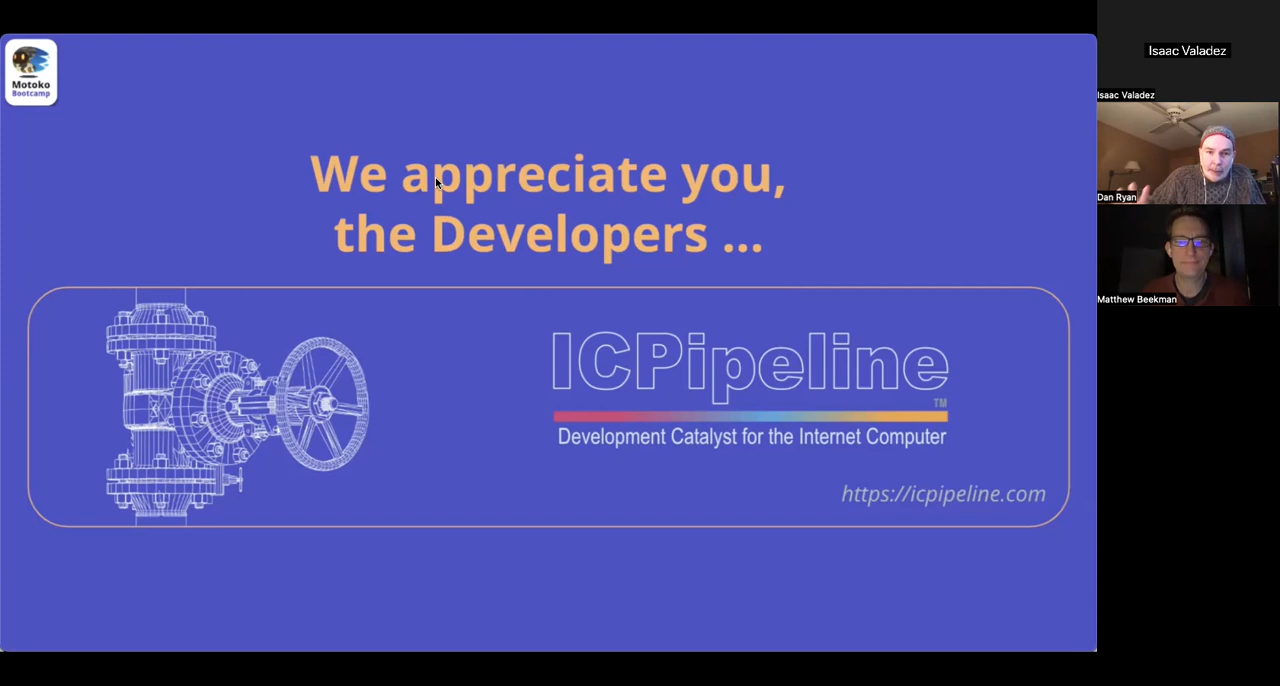 Motoko
Bootcamp
We appreciate you,
the Developers ...
ICPipeline
TM
Development Catalyst for the Internet Computer
https://icpipeline.com
Isaac Valadez
Isaac Valadez
Dan Ryan
Matthew Beekman